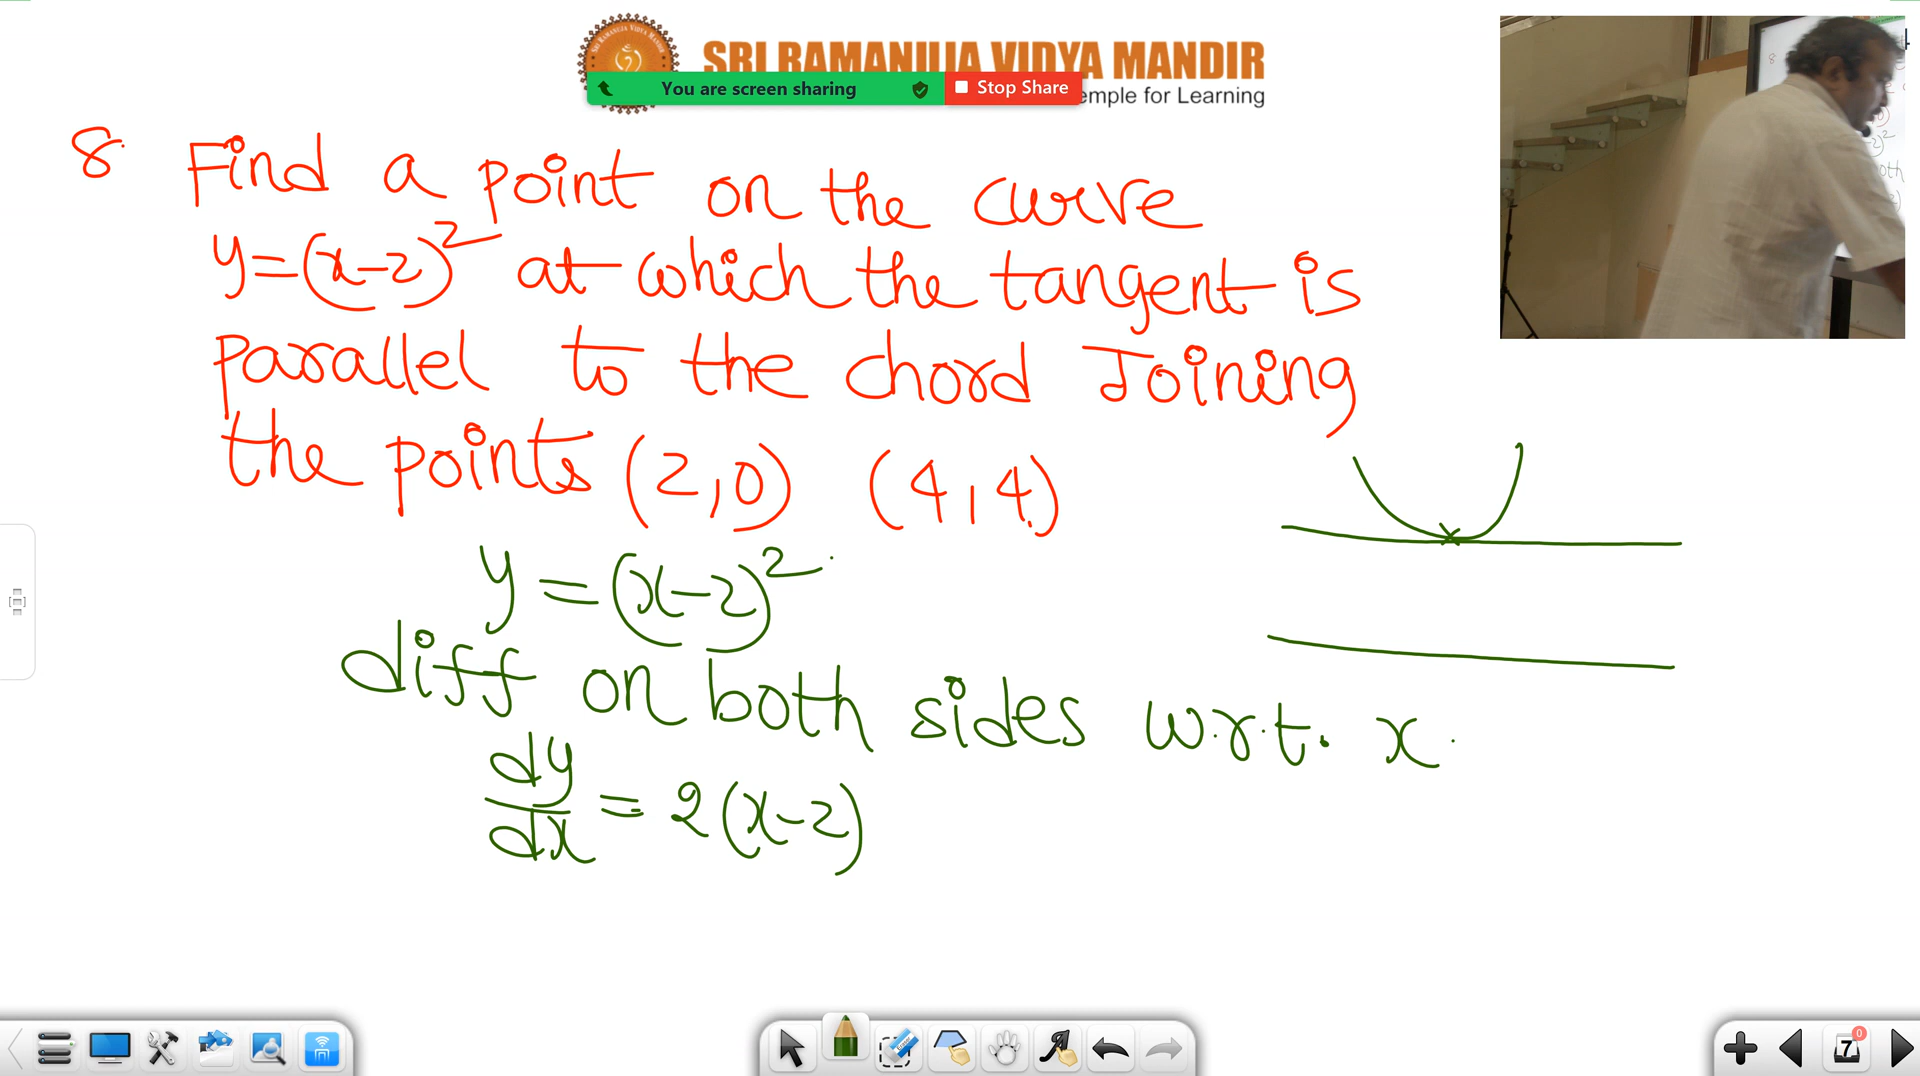 SRI RAMANUJA VIDYA MANDIR
You are screen sharing
Stop Share
emple for Learning
8. Find a point on the curve
y=(x-2)² at which the tangent is
parallel to the chord Joining
the points (2,0) (4,4)
y = (x-2)²
diff on both sides w.r.t. x.
dy/dx = 2(x-2)
7
0